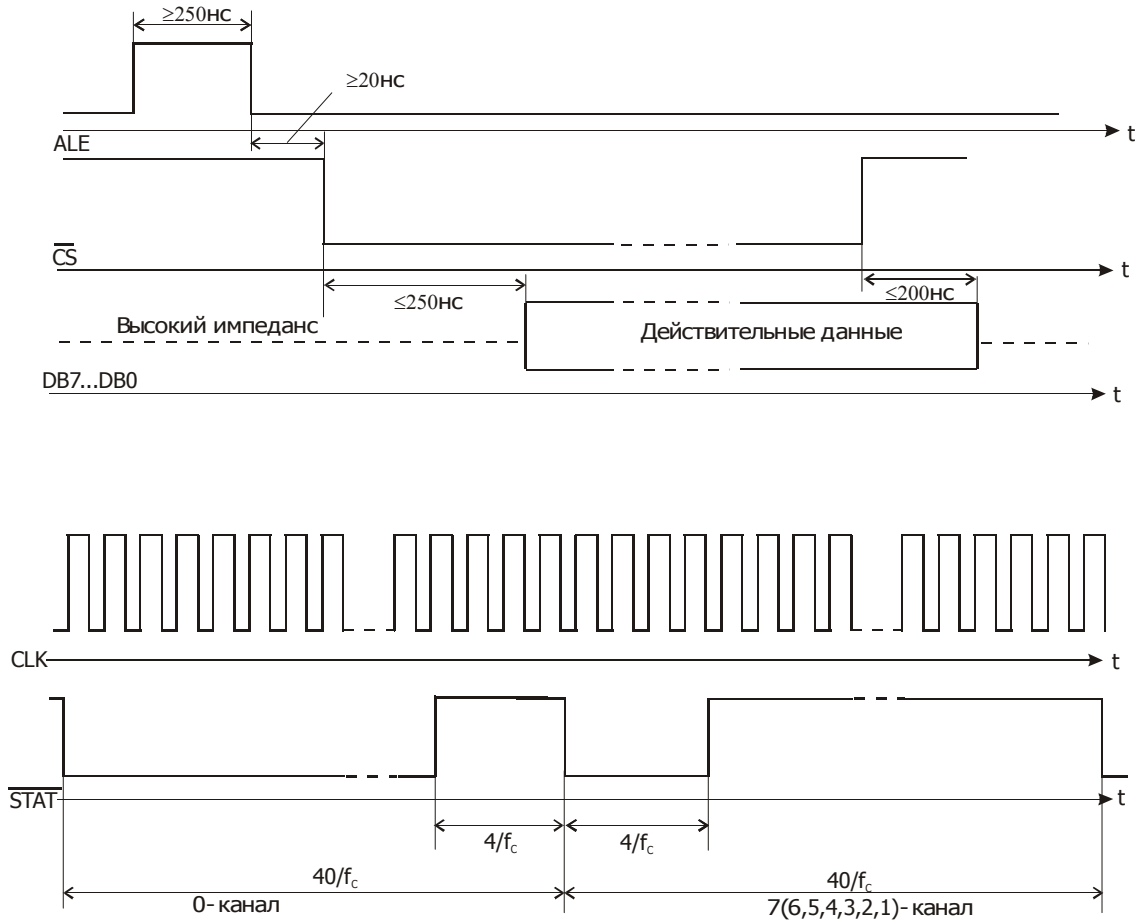 ≥250нс
≥20нс
ALE
t
CS
t
≤250нс
≤200нс
Высокий импеданс
Действительные данные
DB7...DB0
t
CLK
t
STAT
t
4/fc
4/fc
40/fc
40/fc
0- канал
7(6,5,4,3,2,1)- канал